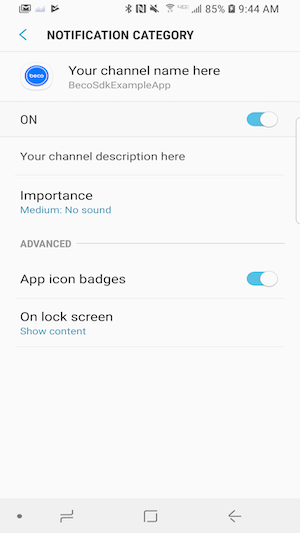 85% 9:44 AM
NOTIFICATION CATEGORY
beco
Your channel name here
BecoSdkExampleApp
ON
Your channel description here
Importance
Medium: No sound
ADVANCED
App icon badges
On lock screen
Show content